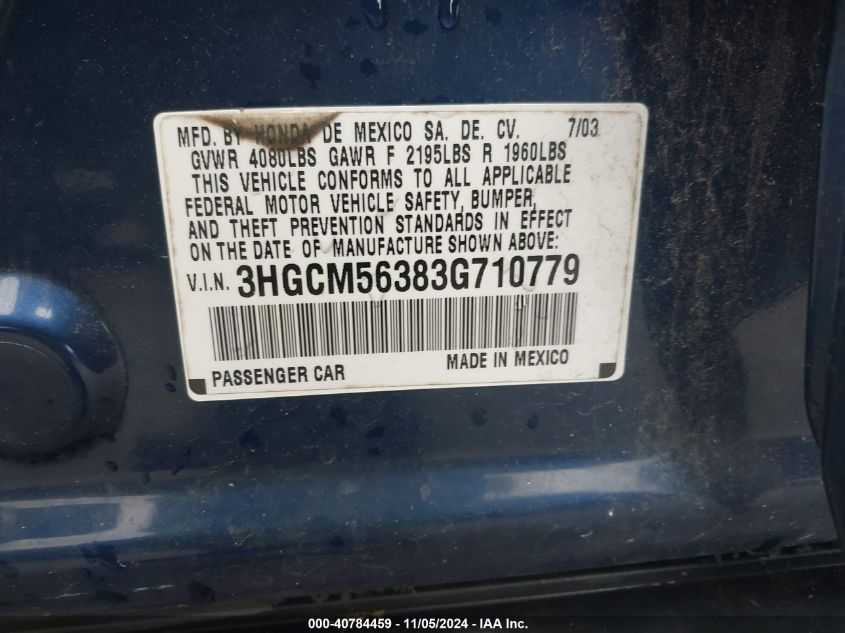 MFD. BY HONDA DE MEXICO SA. DE. CV. 7/03
GVWR 4080LBS GAWR F 2195LBS R 1960LBS
THIS VEHICLE CONFORMS TO ALL APPLICABLE
FEDERAL MOTOR VEHICLE SAFETY, BUMPER,
AND THEFT PREVENTION STANDARDS IN EFFECT
ON THE DATE OF MANUFACTURE SHOWN ABOVE:
V.I.N. 3HGCM56383G710779
PASSENGER CAR MADE IN MEXICO
000-40784459 - 11/05/2024 - IAA Inc.